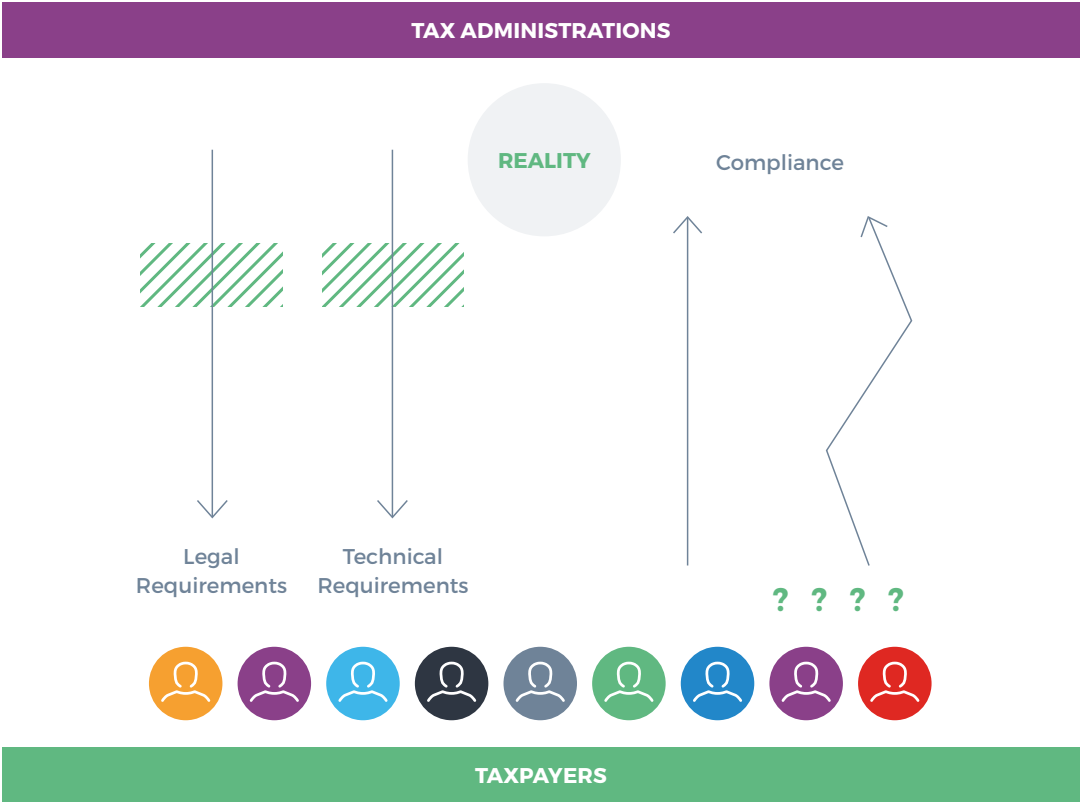 TAX ADMINISTRATIONS
REALITY
Compliance
Legal
Requirements
Technical
Requirements
? ? ? ?
TAXPAYERS